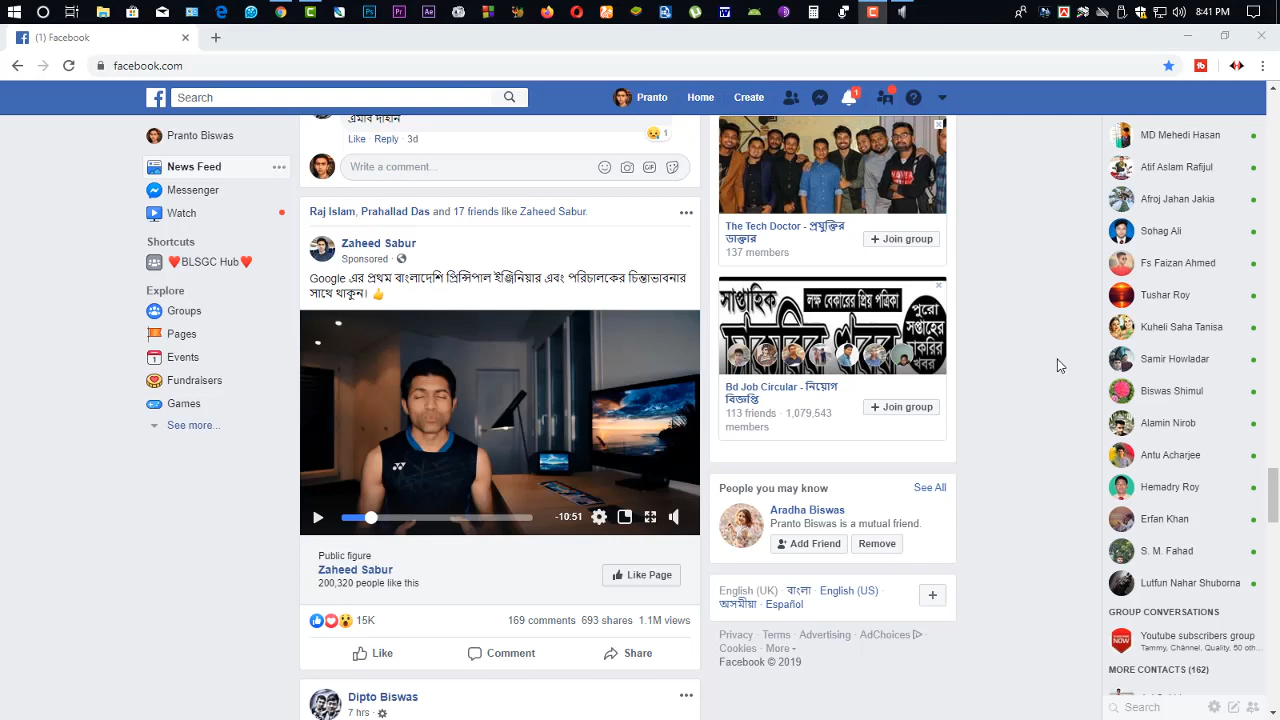 8:41 PM
(1) Facebook
facebook.com
Search
Pranto
Home
Create
1
Pranto Biswas
News Feed
Messenger
Watch
Shortcuts
❤️BLSGC Hub❤️
Explore
Groups
Pages
Events
Fundraisers
Games
See more...
Like · Reply · 3d
1
Write a comment...
GIF
Raj Islam, Prahallad Das and 17 friends like Zaheed Sabur.
Zaheed Sabur
Sponsored ·
Google এর প্রথম বাংলাদেশি প্রিন্সিপাল ইঞ্জিনিয়ার এবং পরিচালকের চিন্তাভাবনার
সাথে থাকুন। 👍
-10:51
Public figure
Zaheed Sabur
200,320 people like this
Like Page
15K
169 comments 693 shares 1.1M views
Like
Comment
Share
Dipto Biswas
7 hrs ·
The Tech Doctor - প্রযুক্তির
ডাক্তার
137 members
+ Join group
সাপ্তাহিক
লক্ষ বেকারের প্রিয় পত্রিকা
চাকরির খবর
পুরো
সপ্তাহের
চাকরির
খবর
Bd Job Circular - নিয়োগ
বিজ্ঞপ্তি
113 friends · 1,079,543
members
+ Join group
People you may know
See All
Aradha Biswas
Pranto Biswas is a mutual friend.
Add Friend
Remove
English (UK) · বাংলা · English (US) ·
অসমীয়া · Español
+
Privacy · Terms · Advertising · AdChoices ·
Cookies · More
Facebook © 2019
MD Mehedi Hasan
Atif Aslam Rafijul
Afroj Jahan Jakia
Sohag Ali
Fs Faizan Ahmed
Tushar Roy
Kuheli Saha Tanisa
Samir Howladar
Biswas Shimul
Alamin Nirob
Antu Acharjee
Hemadry Roy
Erfan Khan
S. M. Fahad
Lutfun Nahar Shuborna
GROUP CONVERSATIONS
Youtube subscribers group
Tammy, Channel, Quality, 50 oth...
MORE CONTACTS (162)
Search